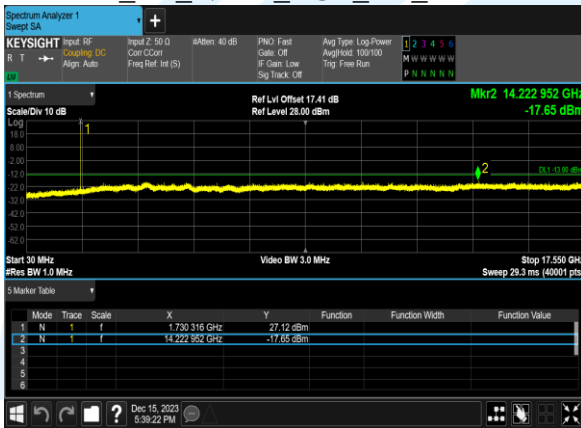 Spectrum Analyzer 1
Swept SA
KEYSIGHT Input: RF Input Z: 50 Ω #Atten: 40 dB PNO: Fast Avg Type: Log-Power 1 2 3 4 5 6
R T Coupling: DC Corr CCorr Gate: Off Avg|Hold: 100/100 M W W W W W
Align: Auto Freq Ref: Int (S) IF Gain: Low Trig: Free Run
LV Sig Track: Off P N N N N N
1 Spectrum Ref Lvl Offset 17.41 dB Mkr2 14.222 952 GHz
Scale/Div 10 dB Ref Level 28.00 dBm -17.65 dBm
Log
18.0
8.00
-2.00
-12.0
-22.0
-32.0
-42.0
-52.0
-62.0
1
2
DL1 -13.00 dBm
Start 30 MHz Video BW 3.0 MHz Stop 17.550 GHz
#Res BW 1.0 MHz Sweep 29.3 ms (40001 pts
5 Marker Table
Mode Trace Scale X Y Function Function Width Function Value
1 N 1 f 1.730 316 GHz 27.12 dBm
2 N 1 f 14.222 952 GHz -17.65 dBm
3
4
5
6
? Dec 15, 2023
5:39:22 PM